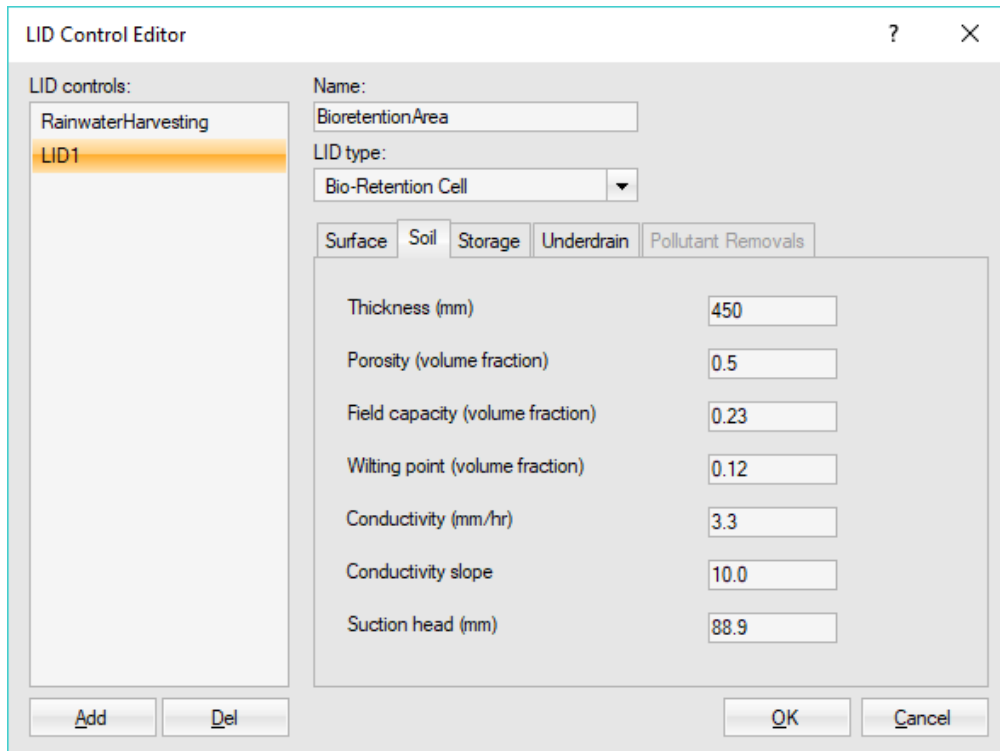 LID Control Editor ?
LID controls:
RainwaterHarvesting
LID1
Add Del
Name:
BioretentionArea
LID type:
Bio-Retention Cell
Surface Soil Storage Underdrain Pollutant Removals
Thickness (mm) 450
Porosity (volume fraction) 0.5
Field capacity (volume fraction) 0.23
Wilting point (volume fraction) 0.12
Conductivity (mm/hr) 3.3
Conductivity slope 10.0
Suction head (mm) 88.9
OK Cancel